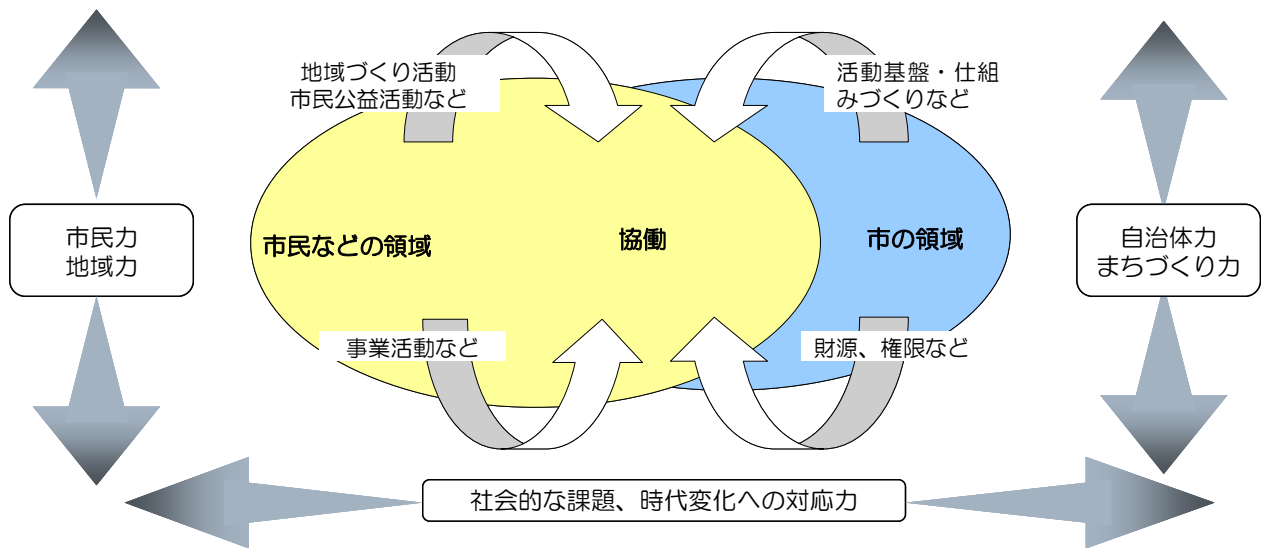 地域づくり活動
市民公益活動など
活動基盤・仕組
みづくりなど
市民力
地域力
市民などの領域
協働
市の領域
自治体力
まちづくり力
事業活動など
財源、権限など
社会的な課題、時代変化への対応力